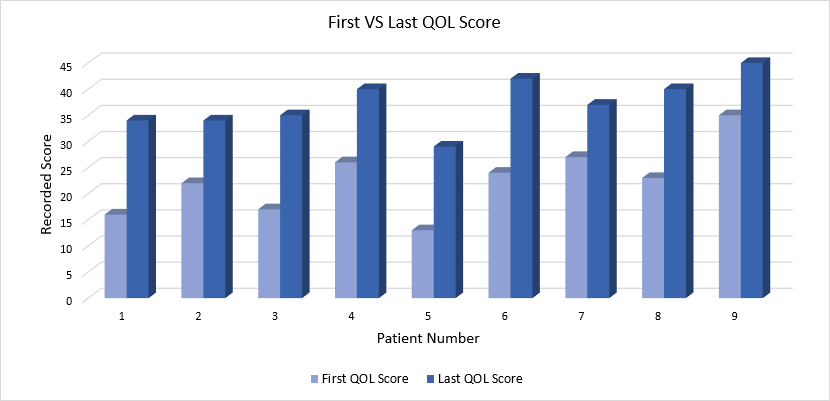 First VS Last QOL Score
Recorded Score
45
40
35
30
25
20
15
10
5
0
1 2 3 4 5 6 7 8 9
Patient Number
First QOL Score Last QOL Score